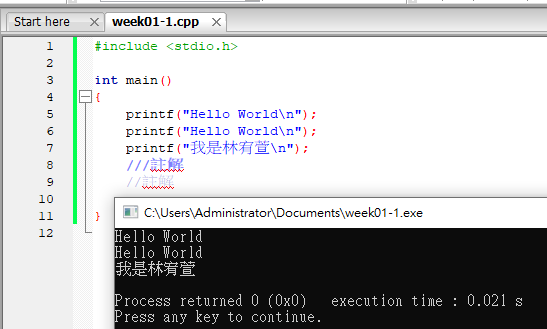 Start here
week01-1.cpp
1 #include <stdio.h>
2
3 int main()
4 {
5 printf("Hello World\n");
6 printf("Hello World\n");
7 printf("我是林宥萱\n");
8 ///註解
9 //註解
10
11 }
12
C:\Users\Administrator\Documents\week01-1.exe
Hello World
Hello World
我是林宥萱
Process returned 0 (0x0) execution time : 0.021 s
Press any key to continue.